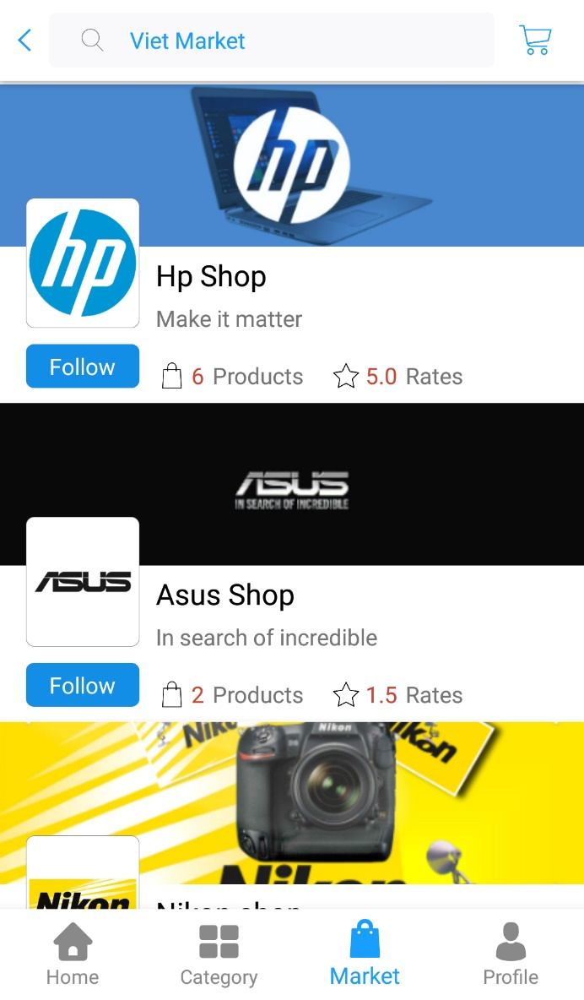 Viet Market
hp
hp
Hp Shop
Make it matter
Follow
6 Products
5.0 Rates
ASUS
IN SEARCH OF INCREDIBLE
ASUS
Asus Shop
In search of incredible
Follow
2 Products
1.5 Rates
Nikon
Nikon
Nikon
Nikon
Nikon
Nikon shop
Home
Category
Market
Profile